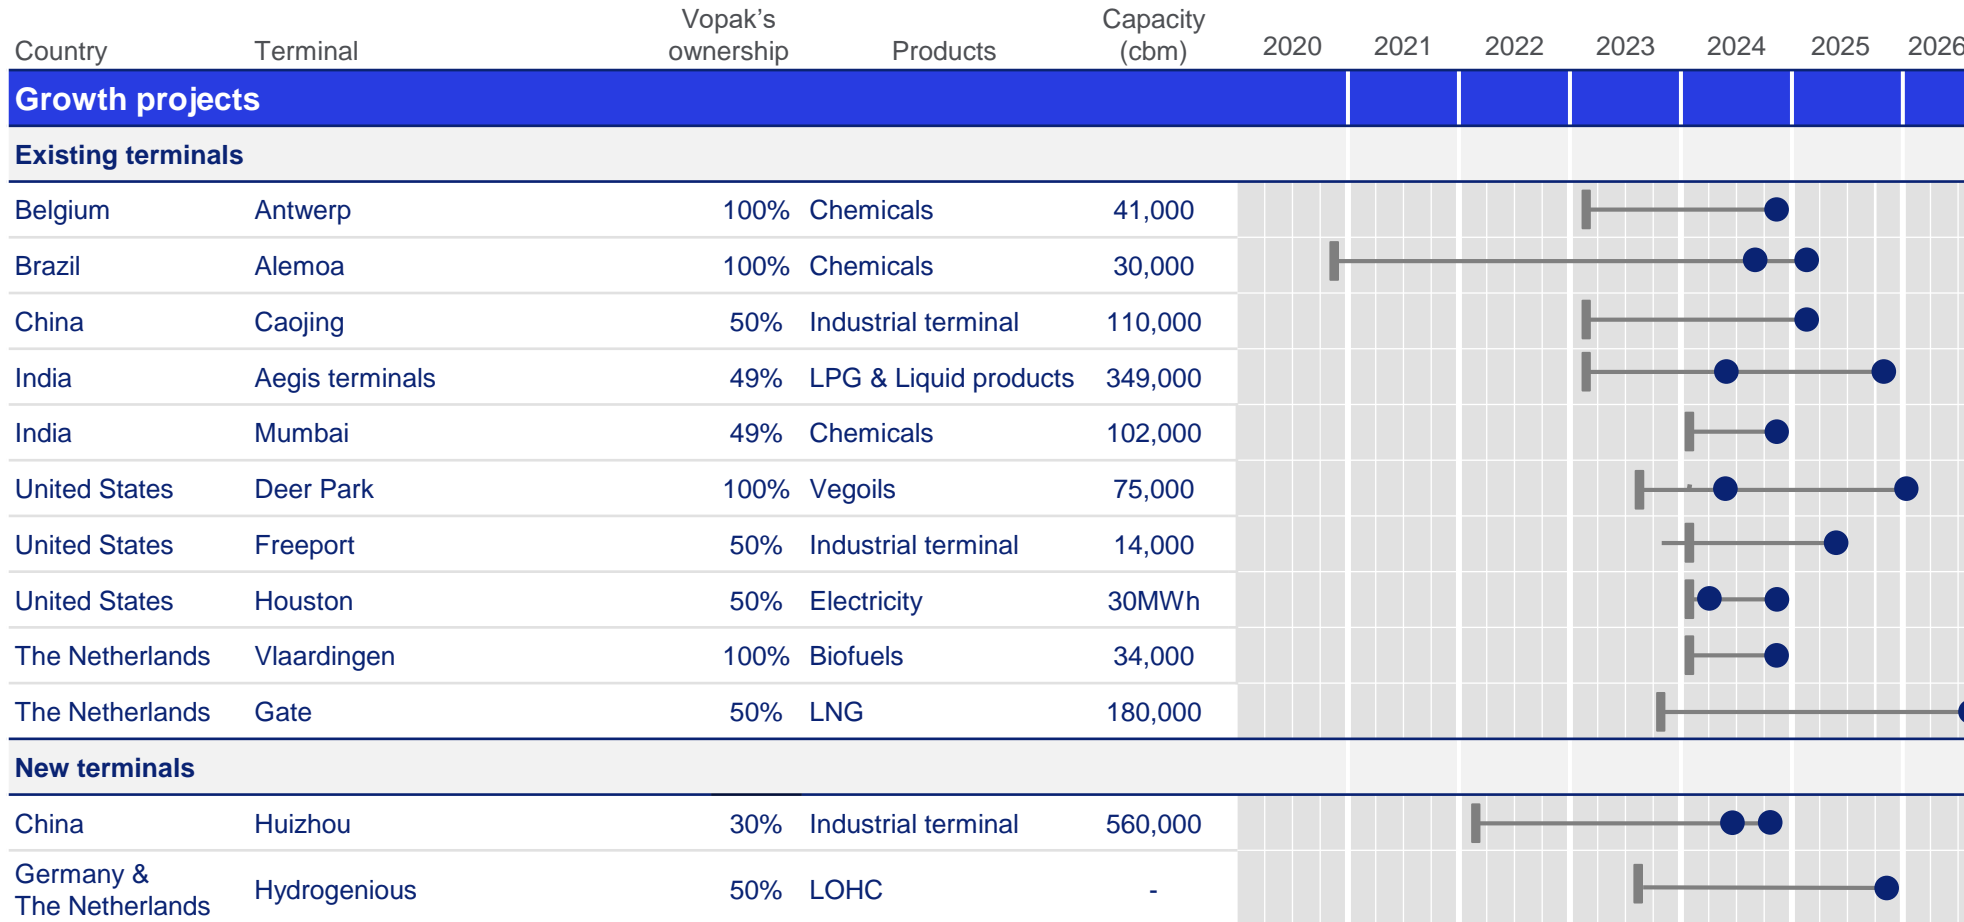 Country Terminal Vopak's ownership Products Capacity (cbm) 2020 2021 2022 2023 2024 2025 2026
Growth projects
Existing terminals
Belgium Antwerp 100% Chemicals 41,000
Brazil Alemoa 100% Chemicals 30,000
China Caojing 50% Industrial terminal 110,000
India Aegis terminals 49% LPG & Liquid products 349,000
India Mumbai 49% Chemicals 102,000
United States Deer Park 100% Vegoils 75,000
United States Freeport 50% Industrial terminal 14,000
United States Houston 50% Electricity 30MWh
The Netherlands Vlaardingen 100% Biofuels 34,000
The Netherlands Gate 50% LNG 180,000
New terminals
China Huizhou 30% Industrial terminal 560,000
Germany &
The Netherlands Hydrogenious 50% LOHC -